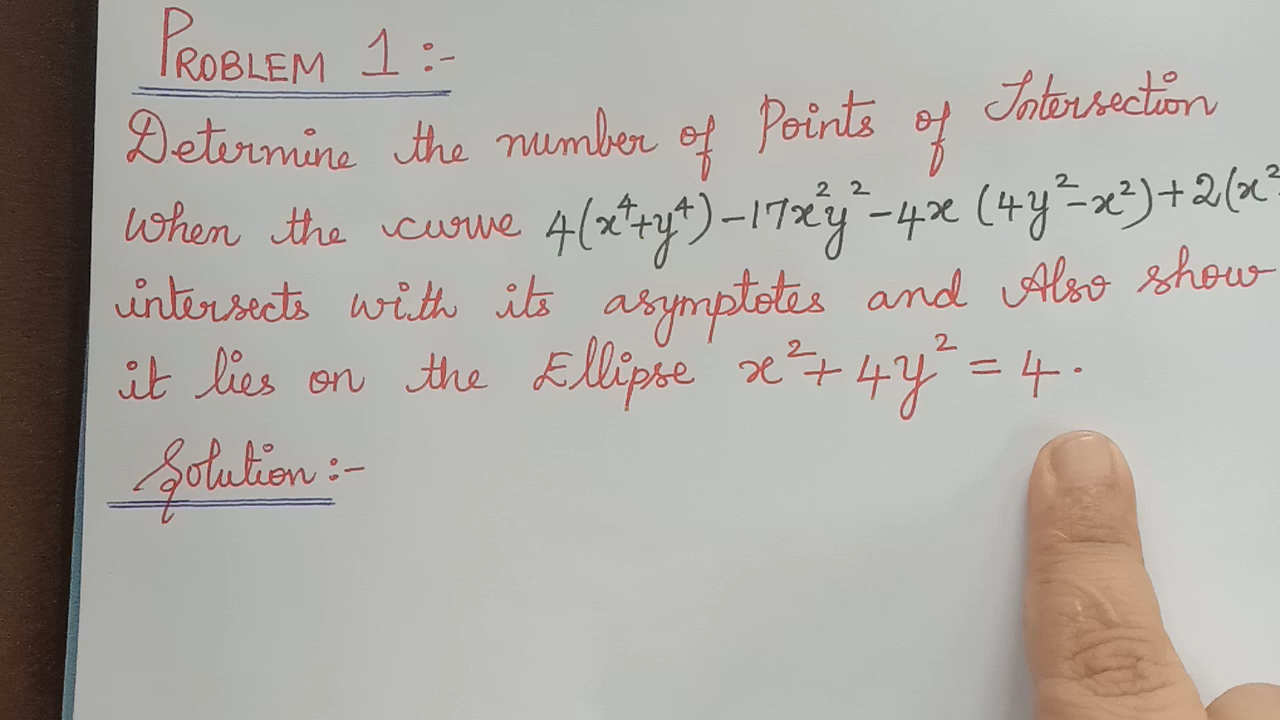 PROBLEM 1:-
Determine the number of Points of Intersection
When the curve 4(x⁴+y⁴)-17x²y²-4x(4y²-x²)+2(x²
intersects with its asymptotes and Also show
it lies on the Ellipse x²+4y²=4.
Solution:-